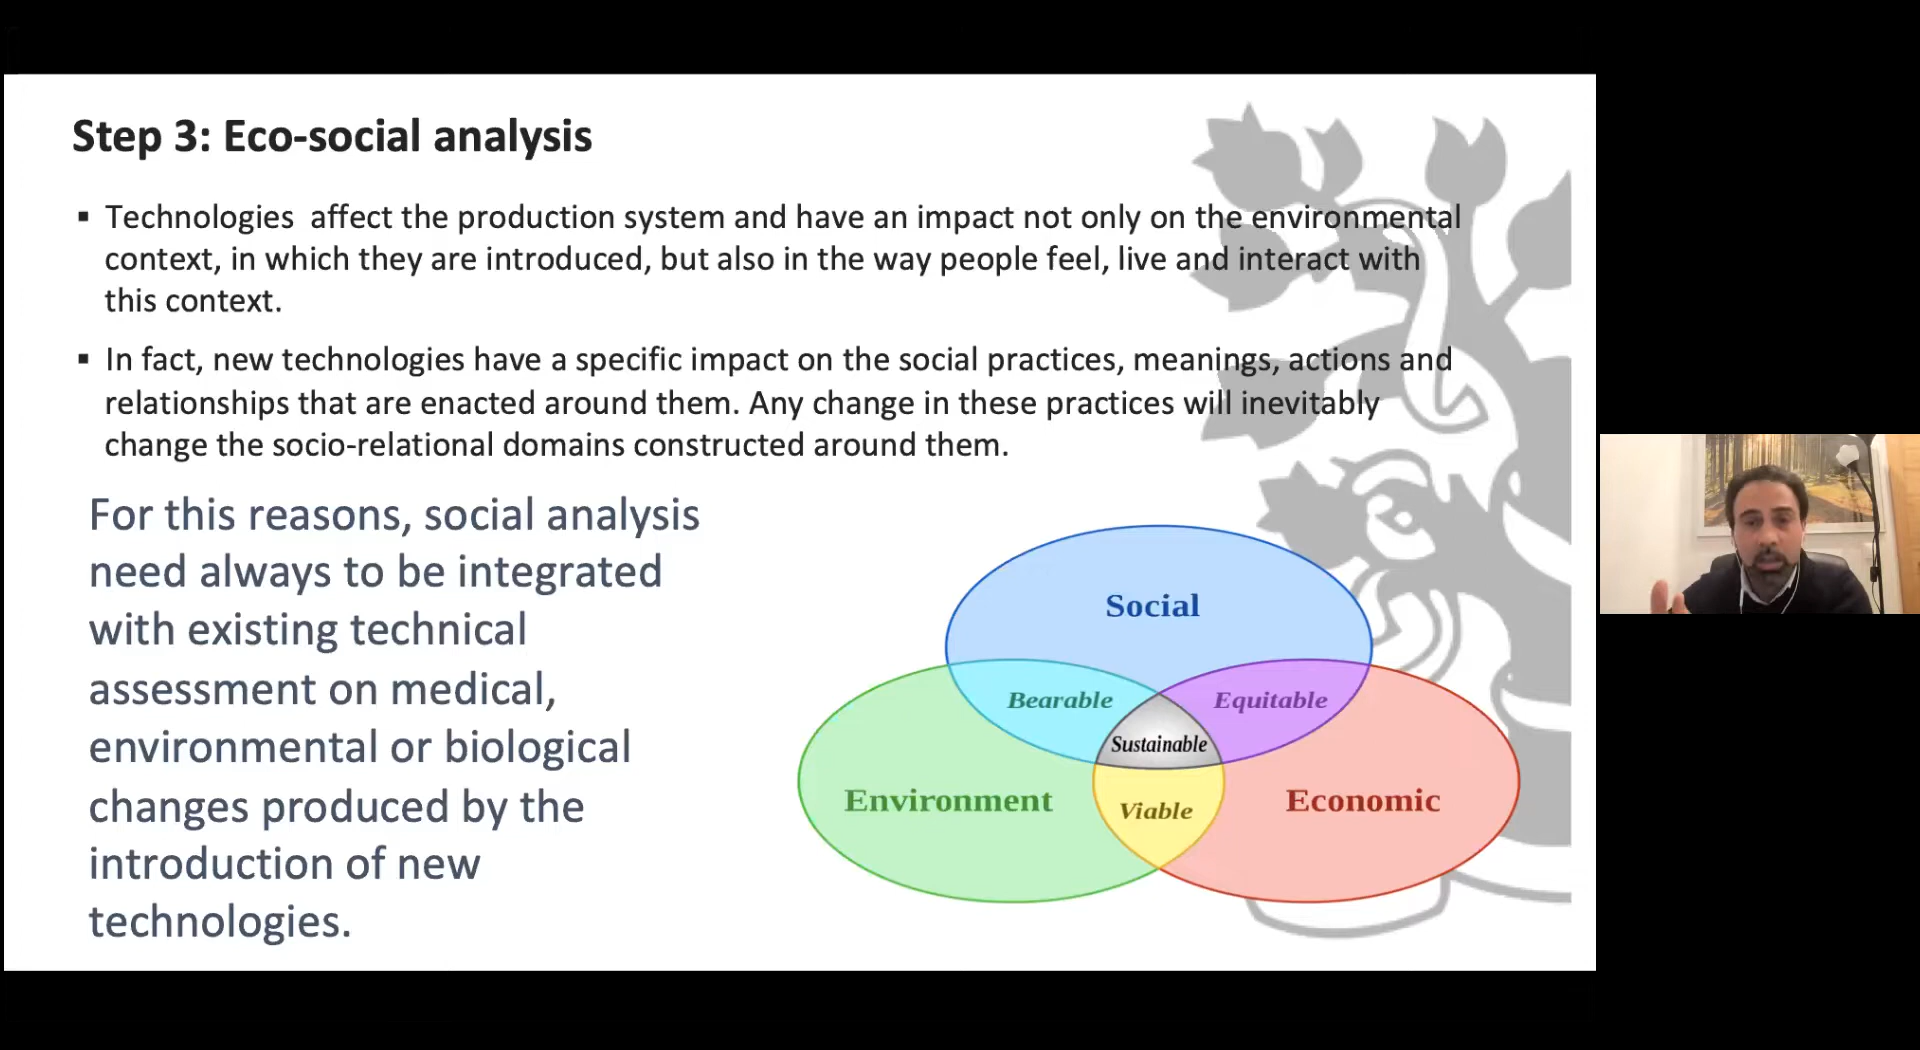 Step 3: Eco-social analysis
▪ Technologies affect the production system and have an impact not only on the environmental
context, in which they are introduced, but also in the way people feel, live and interact with
this context.
▪ In fact, new technologies have a specific impact on the social practices, meanings, actions and
relationships that are enacted around them. Any change in these practices will inevitably
change the socio-relational domains constructed around them.
For this reasons, social analysis
need always to be integrated
with existing technical
assessment on medical,
environmental or biological
changes produced by the
introduction of new
technologies.
Social
Bearable
Equitable
Sustainable
Environment
Viable
Economic